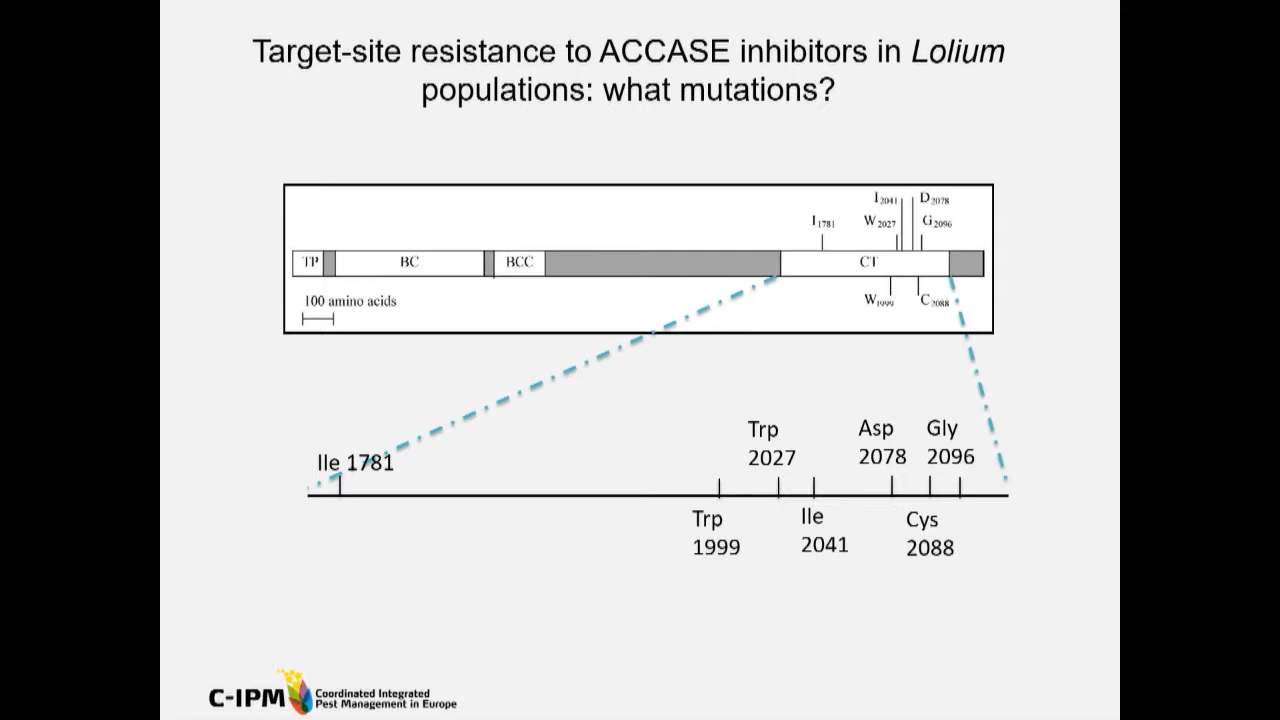 Target-site resistance to ACCASE inhibitors in Lolium
populations: what mutations?
I2041 D2078
I1781 W2027 G2096
TP BC BCC CT
100 amino acids W1999 C2088
Trp Asp Gly
2027 2078 2096
Ile 1781
Trp Ile Cys
1999 2041 2088
C-IPM Coordinated Integrated
Pest Management in Europe